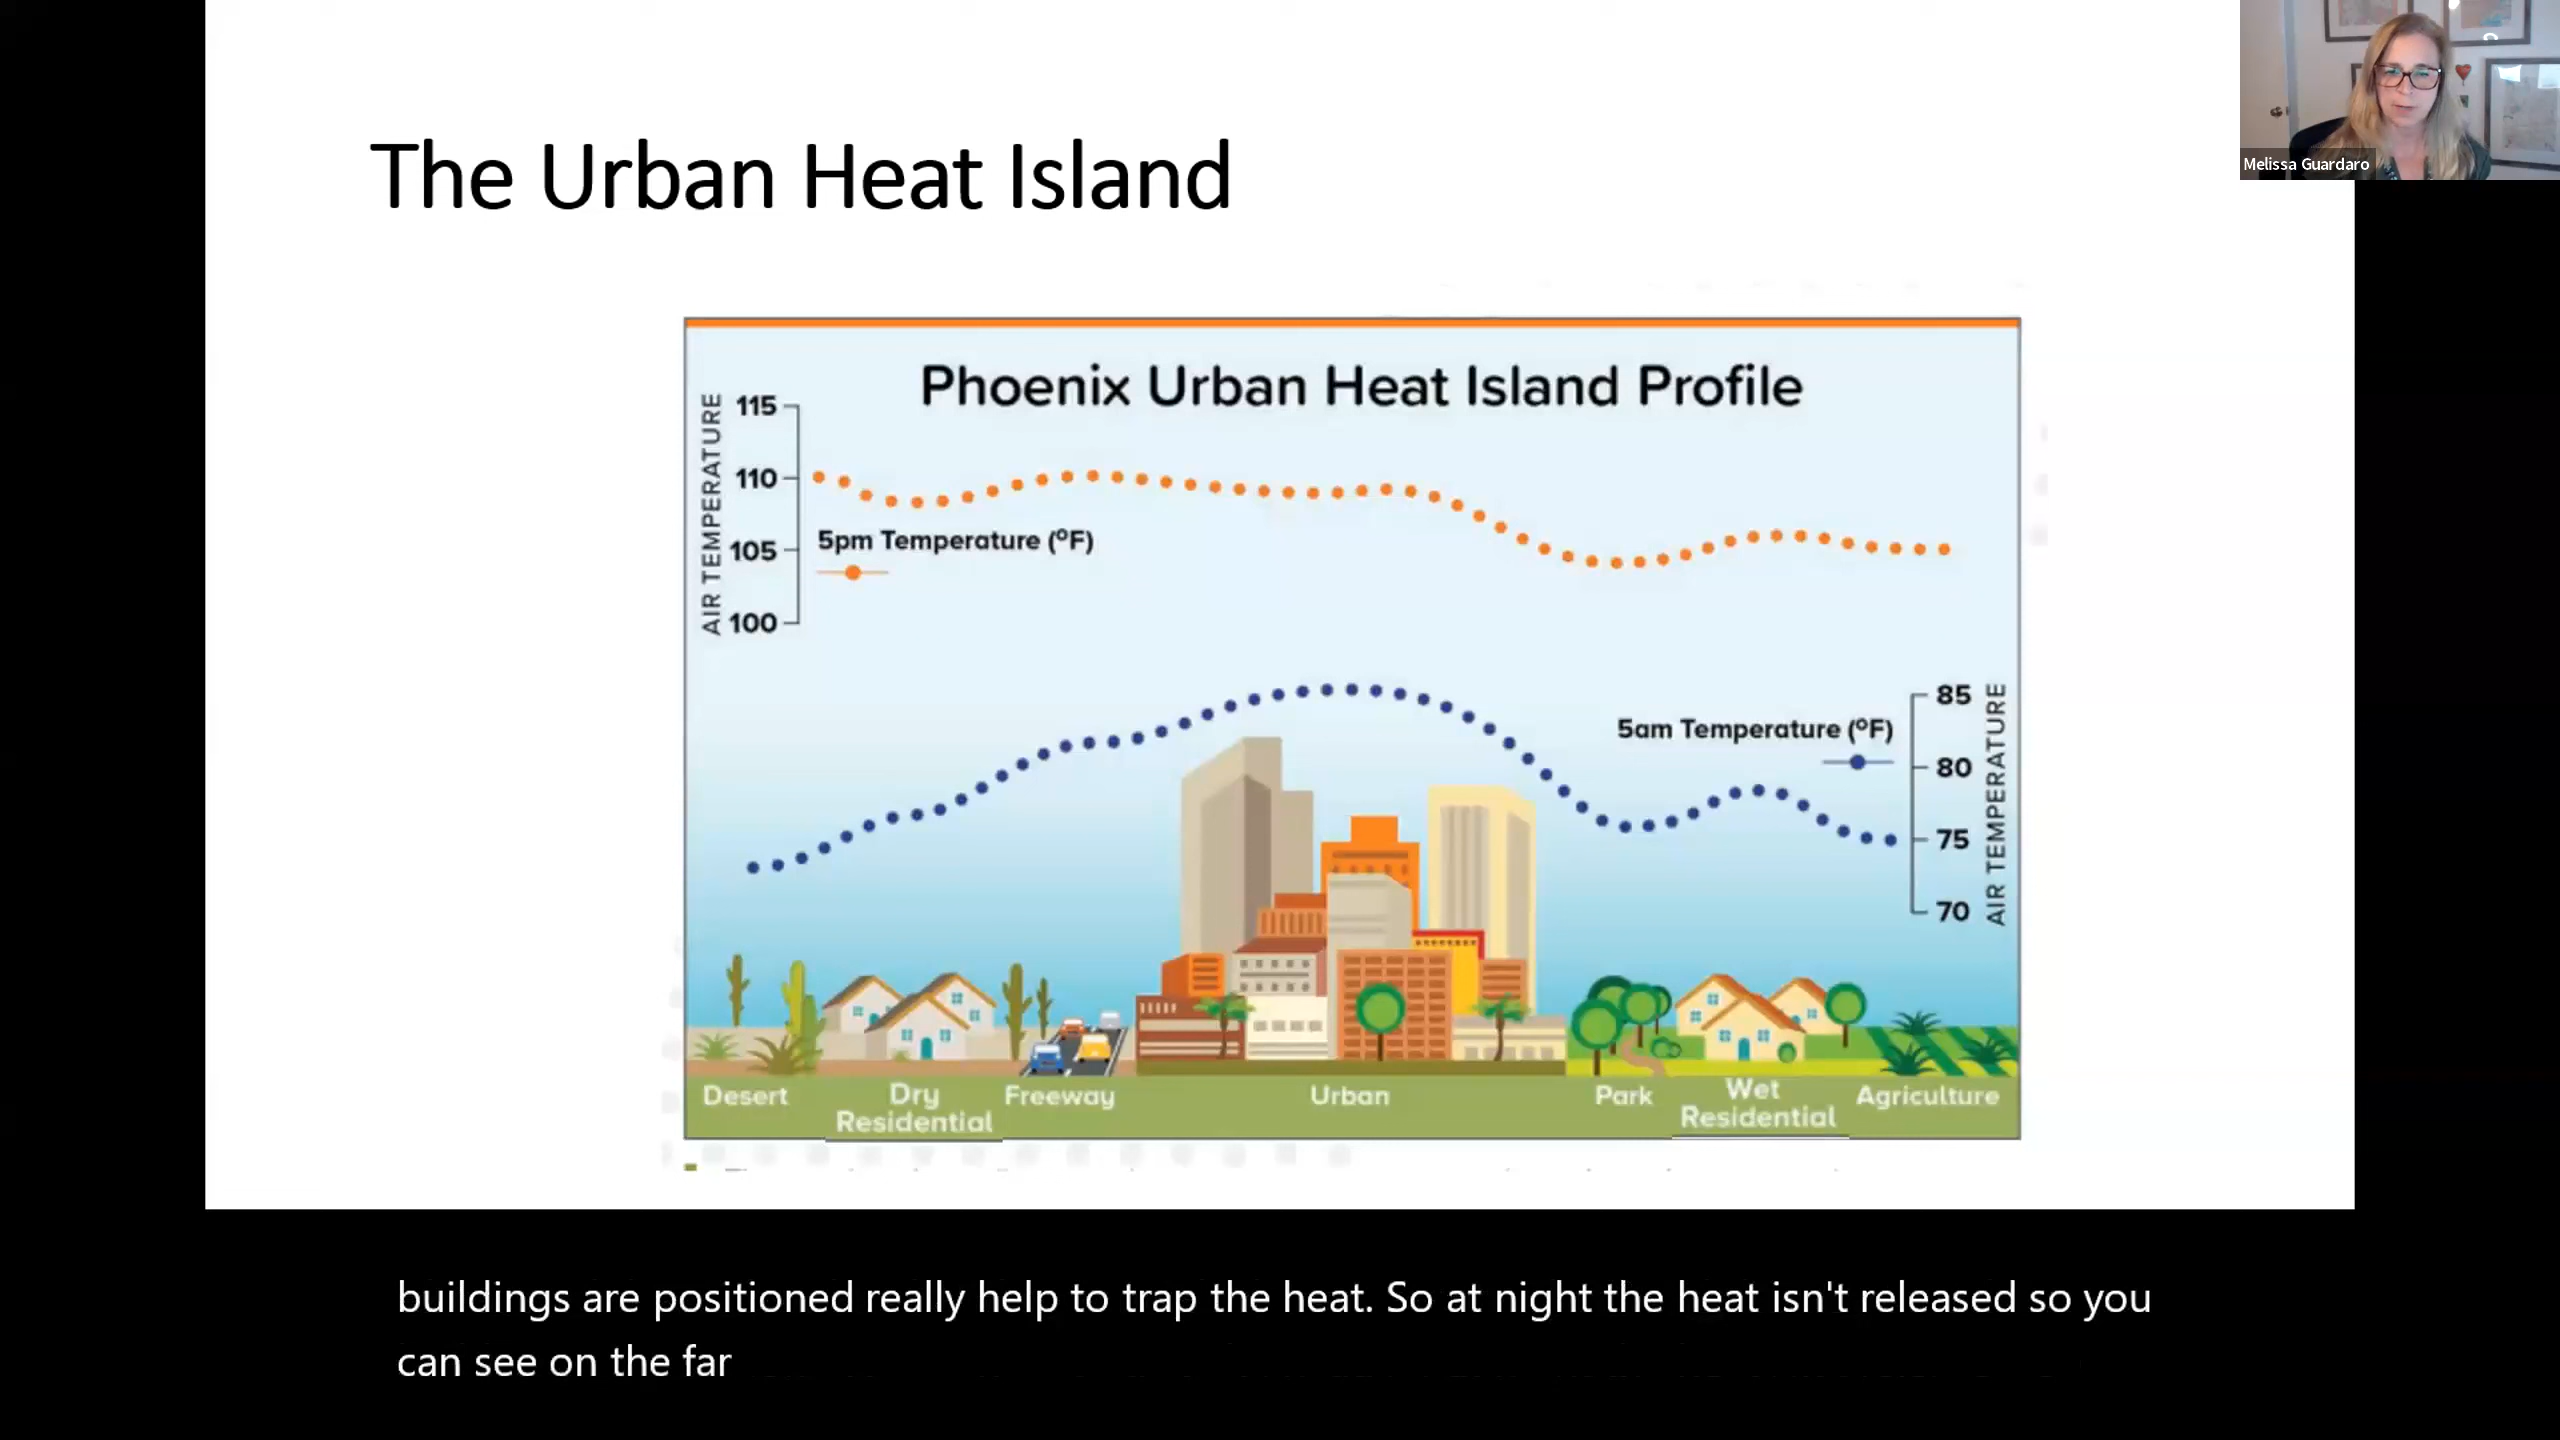 The Urban Heat Island
Melissa Guardaro
Phoenix Urban Heat Island Profile
AIR TEMPERATURE
115
110
105
100
5pm Temperature (ºF)
5am Temperature (ºF)
85
80
75
70
AIR TEMPERATURE
Desert
Dry
Residential
Freeway
Urban
Park
Wet
Residential
Agriculture
buildings are positioned really help to trap the heat. So at night the heat isn't released so you
can see on the far